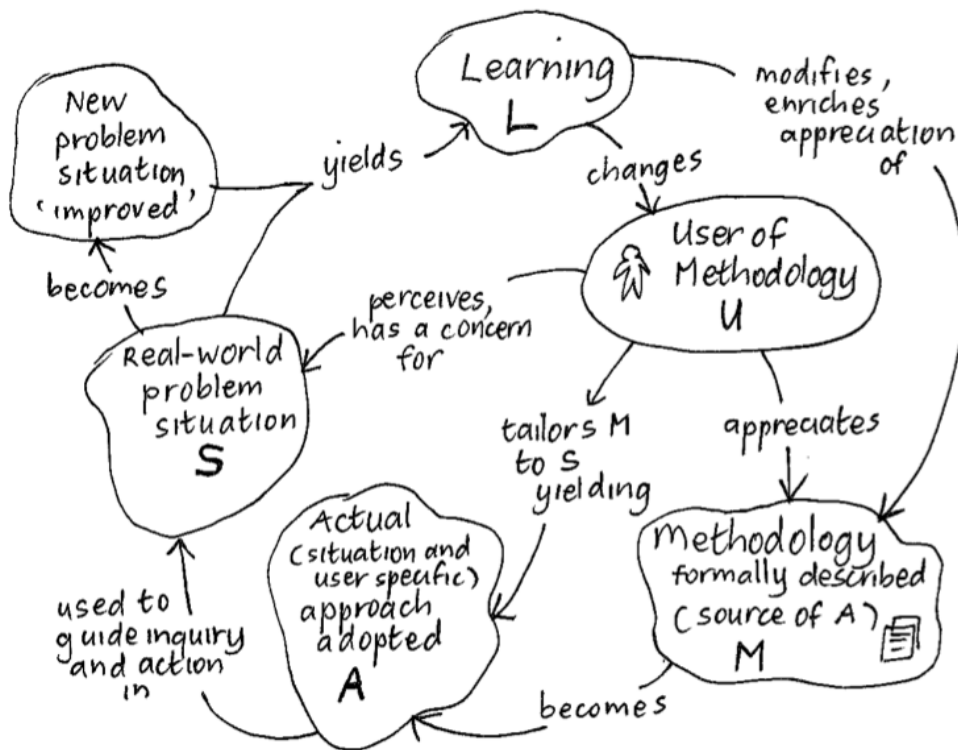 Learning
L
modifies,
enriches
appreciation
of
New
problem
situation
'improved'
yields
changes
User of
Methodology
U
becomes
perceives,
has a concern
for
Real-world
problem
situation
S
tailors M
to S
yielding
appreciates
Actual
(situation and
user specific)
approach
adopted
A
Methodology
formally described
(source of A)
M
used to
guide inquiry
and action
in
becomes